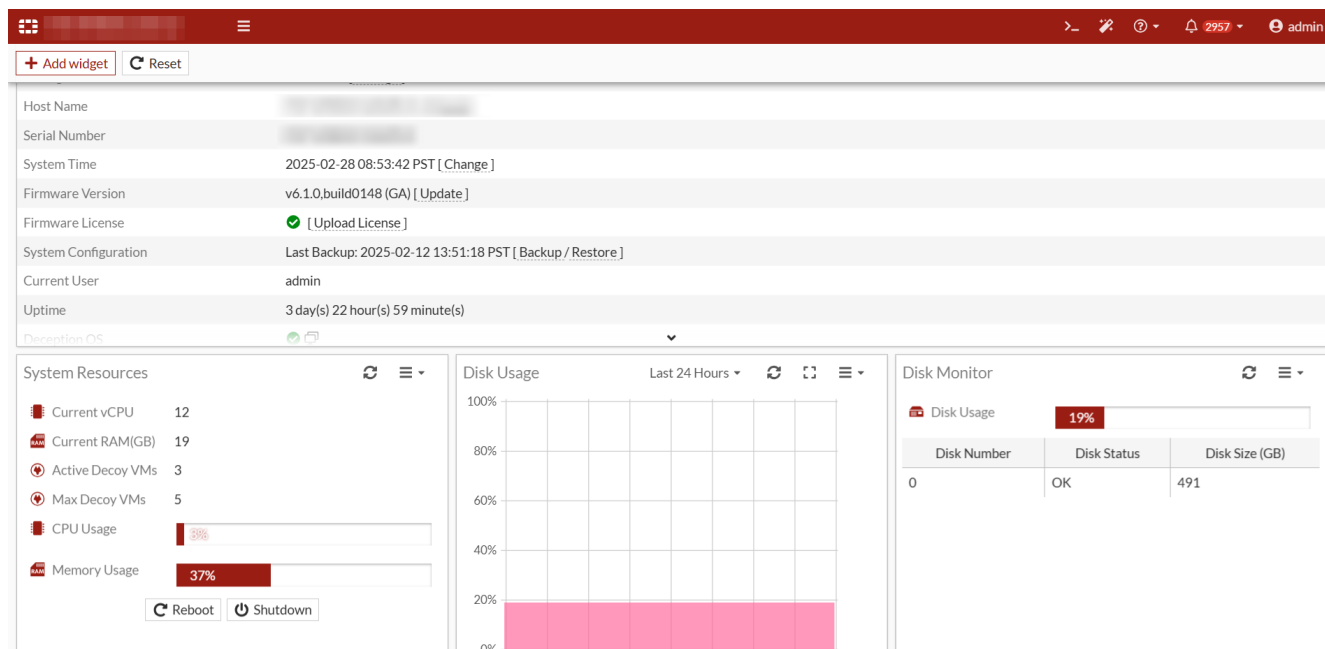 >_ 2957 admin
+ Add widget Reset
Host Name
Serial Number
System Time 2025-02-28 08:53:42 PST [ Change ]
Firmware Version v6.1.0,build0148 (GA) [ Update ]
Firmware License [ Upload License ]
System Configuration Last Backup: 2025-02-12 13:51:18 PST [ Backup / Restore ]
Current User admin
Uptime 3 day(s) 22 hour(s) 59 minute(s)
Deception OS
System Resources
Current vCPU 12
RAM Current RAM(GB) 19
Active Decoy VMs 3
Max Decoy VMs 5
CPU Usage 3%
RAM Memory Usage 37%
Reboot Shutdown
Disk Usage Last 24 Hours
100%
80%
60%
40%
20%
0%
Disk Monitor
Disk Usage 19%
Disk Number Disk Status Disk Size (GB)
0 OK 491